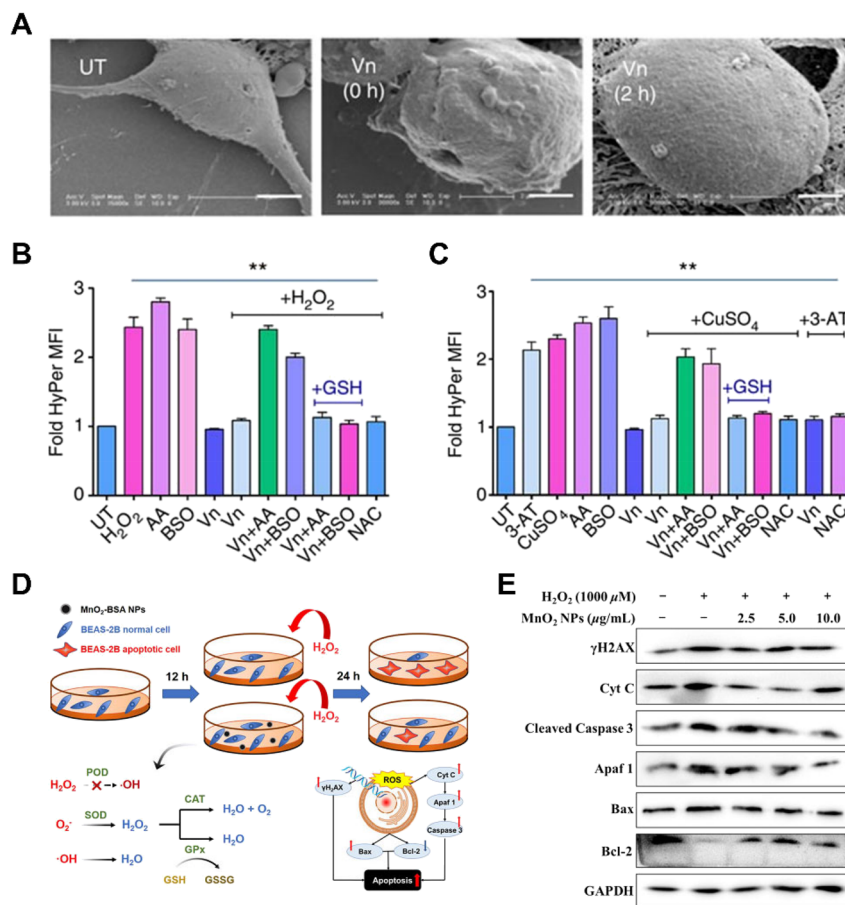 A
UT
Vn
(0 h)
Vn
(2 h)
B
**
+H₂O₂
+GSH
Fold HyPer MFI
3
2
1
0
UT
H₂O₂
AA
BSO
Vn
Vn
Vn+AA
Vn+BSO
Vn+AA
Vn+BSO
NAC
C
**
+CuSO₄
+3-AT
+GSH
Fold HyPer MFI
3
2
1
0
UT
3-AT
CuSO₄
AA
BSO
Vn
Vn
Vn+AA
Vn+BSO
Vn+AA
Vn+BSO
NAC
Vn
NAC
D
MnO₂-BSA NPs
BEAS-2B normal cell
BEAS-2B apoptotic cell
H₂O₂
12 h
24 h
H₂O₂
POD
H₂O₂ ·OH
SOD
O₂·⁻ H₂O₂
CAT
H₂O + O₂
H₂O
GPx
·OH H₂O
GSH GSSG
ROS
γH₂AX
Cyt C
Apaf 1
Caspase 3
Bax
Bcl-2
Apoptosis
E
H₂O₂ (1000 μM) − + + + +
MnO₂ NPs (μg/mL) − − 2.5 5.0 10.0
γH2AX
Cyt C
Cleaved Caspase 3
Apaf 1
Bax
Bcl-2
GAPDH